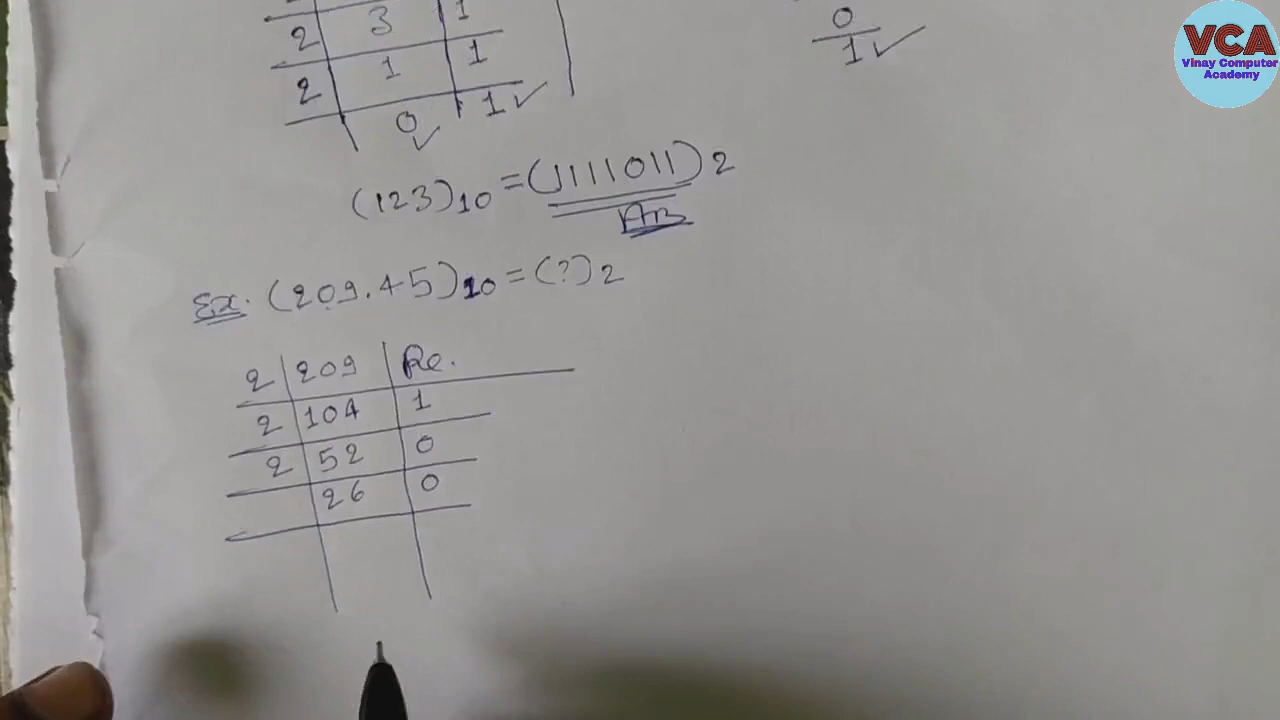 2 3 1
2 1 1
0 1 ✓
✓
0
1 ✓
VCA
Vinay Computer
Academy
(123)10 = (1111011)2
Ans
Ex. (209.45)10 = (?)2
2 209 Re.
2 104 1
2 52 0
26 0